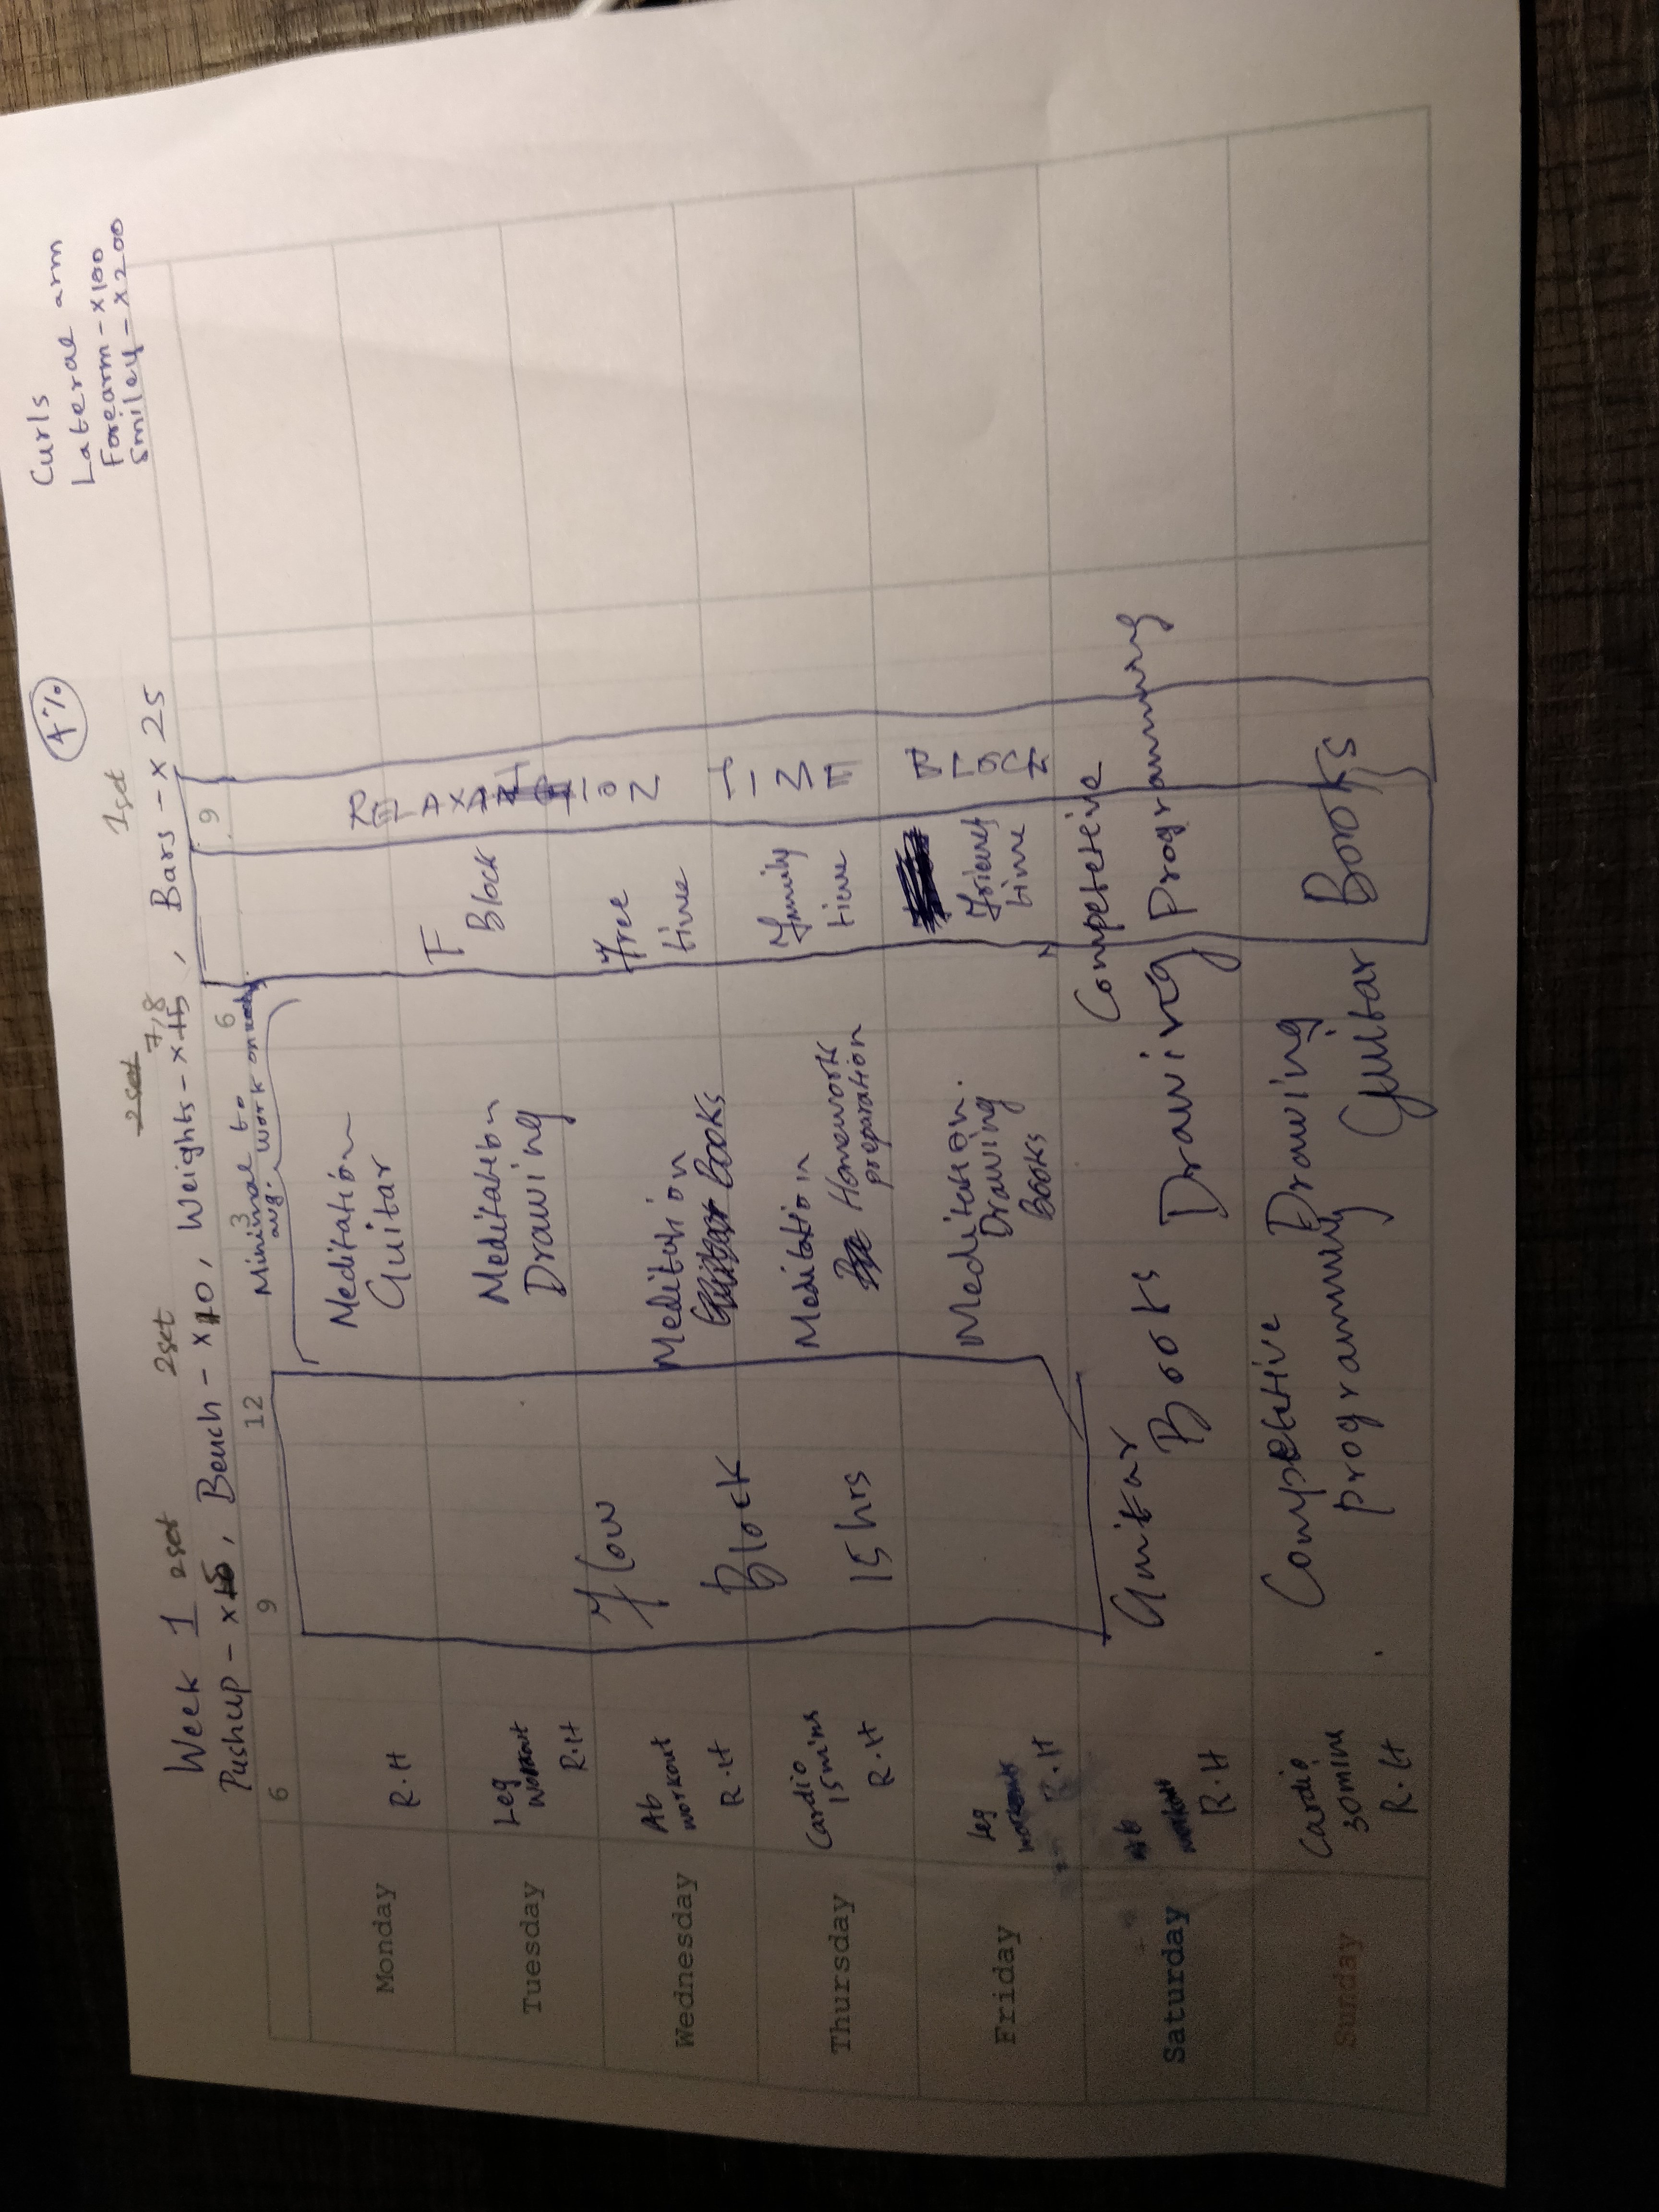 4%
Curls
Lateral arm
Forearm - x100
Smiley - x200
Week 1 2set 2set 2set 7,8 1set
Pushup - x , Bench - x10, Weights - x15, Bars - x 25
6 9 12 3 6 9
Minimal to
avg. work on
Monday
R.H
Meditation
Guitar
Tuesday
Leg
workout
R.H
Meditation
Drawing
F
Block
Wednesday
Ab
workout
R.H
Flow
Block
15 hrs
Meditation
Books
Free
time
Thursday
Cardio
15mins
R.H
Meditation
Homework
preparation
Family
time
Friday
Leg
workout
R.H
Meditation.
Drawing
Books
Friends
time
RELAXATION TIME BLOCK
Saturday
Ab
workout
R.H
Guitar
Books
Drawing
Competetive
Programming
Sunday
Cardio
30mins
R.H
Competetive
programming
Drawing
Guitar
Books